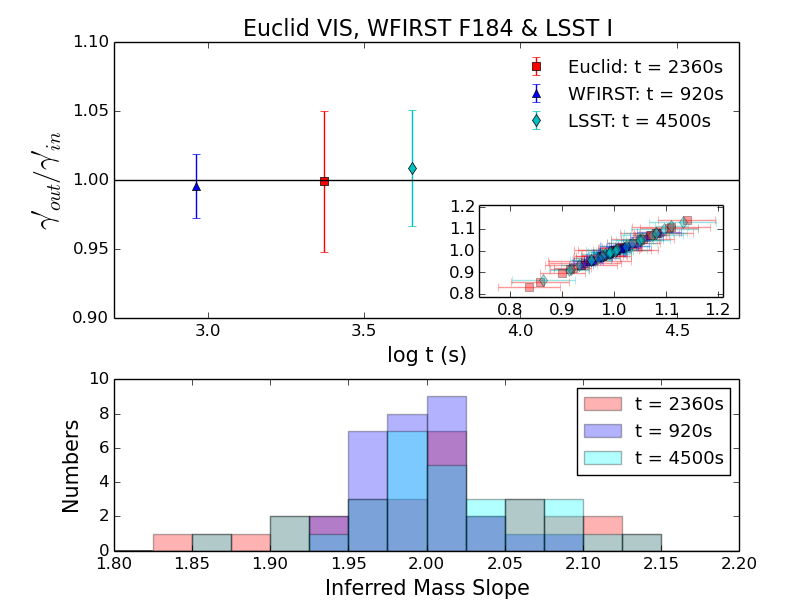 Euclid VIS, WFIRST F184 & LSST I
1.10
1.05
1.00
0.95
0.90
γ′out/γ′in
Euclid: t = 2360s
WFIRST: t = 920s
LSST: t = 4500s
1.2
1.1
1.0
0.9
0.8
0.8 0.9 1.0 1.1 1.2
3.0 3.5 4.0 4.5
log t (s)
10
8
6
4
2
0
Numbers
t = 2360s
t = 920s
t = 4500s
1.80 1.85 1.90 1.95 2.00 2.05 2.10 2.15 2.20
Inferred Mass Slope